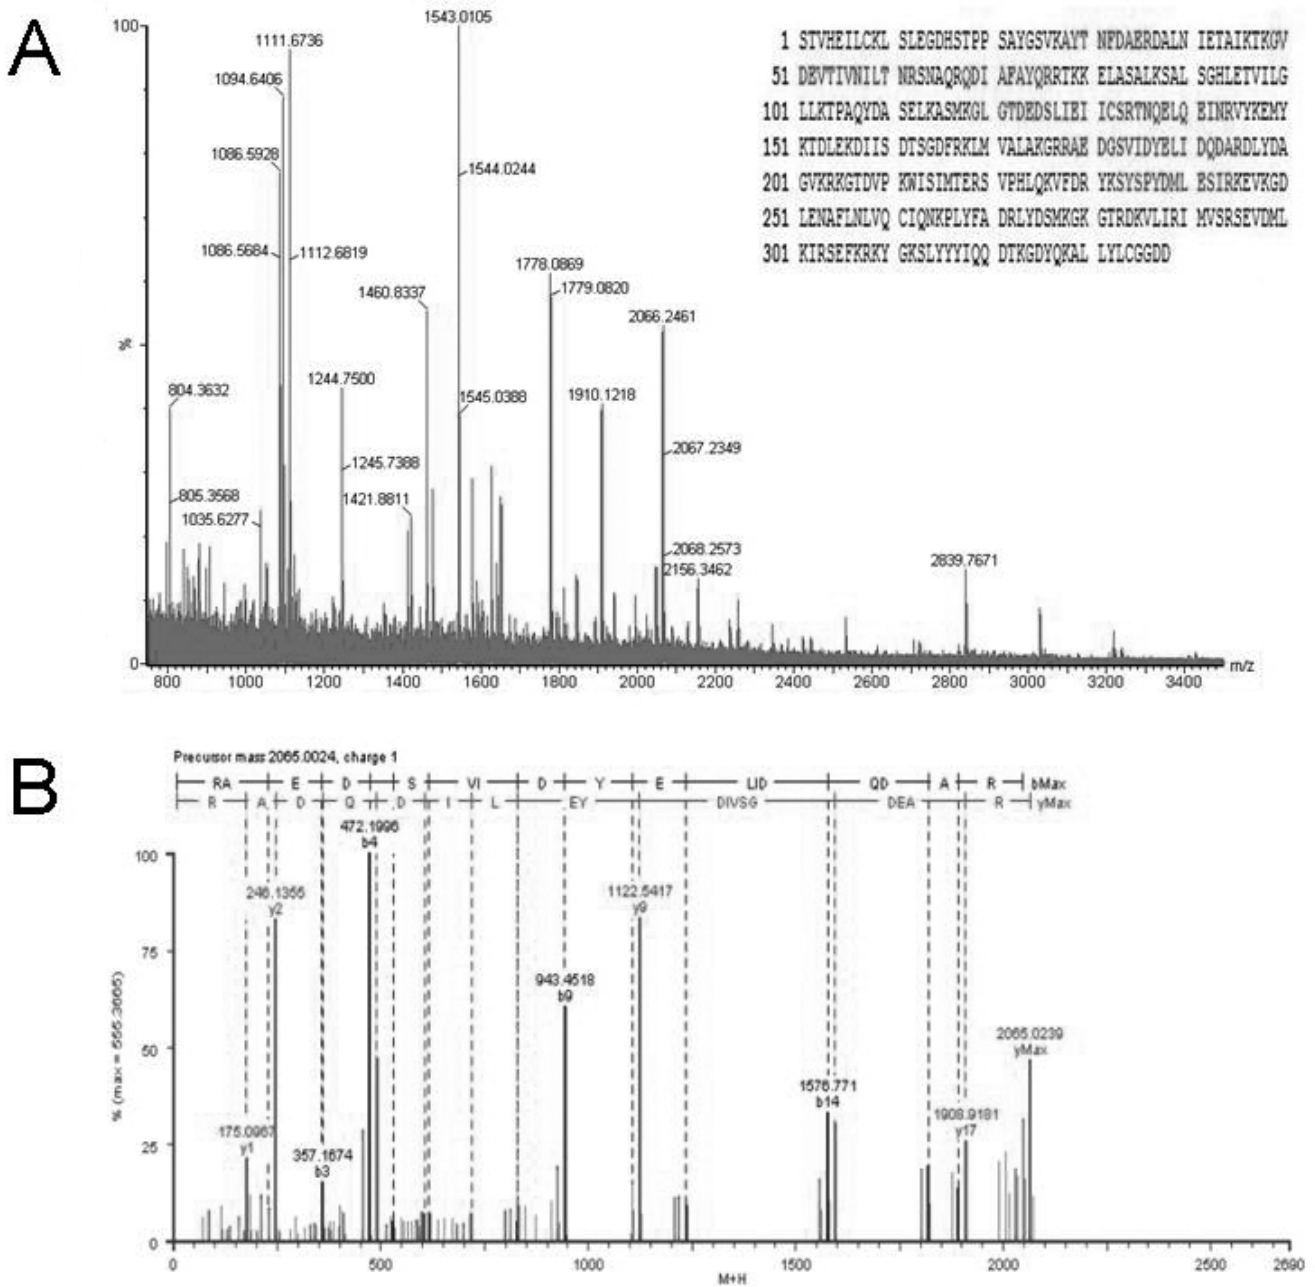 A
100
%
0
1543.0105
1111.6736
1094.6406
1086.5928
1544.0244
1086.5684
1112.6819
1778.0869
1779.0820
1460.8337
2066.2461
1244.7500
804.3632
1545.0388
1910.1218
2067.2349
1245.7388
1421.8811
805.3568
1035.6277
2068.2573
2156.3462
2839.7671
1 STVHEILCKL SLEGDHSTPP SAYGSVKAYT NFDAERDALN IETAIKTKGV
51 DEVTIVNILT NRSNAQRQDI AFAYQRRTKK ELASALKSAL SGHLETVILG
101 LLKTPAQYDA SELKASMKGL GTDEDSLIEI ICSRTNQELQ EINRVYKEMY
151 KTDLEKDIIS DTSGDFRKLM VALAKGRRAE DGSVIDYELI DQDARDLYDA
201 GVKRKGTDVP KWISIMTERS VPHLQKVFDR YKSYSPYDML ESIRKEVKGD
251 LENAFLNLVQ CIQNKPLYFA DRLYDSMKGK GTRDKVLIRI MVSRSEVDML
301 KIRSEFKRKY GKSLYYYIQQ DTKGDYQKAL LYLCGGDD
800 1000 1200 1400 1600 1800 2000 2200 2400 2600 2800 3000 3200 3400
m/z
B
Precursor mass 2065.0024, charge 1
RA E D S VI D Y E LID QD A R bMax
R A D Q D I L EY DIVSG DEA R yMax
472.1996
b4
246.1355
y2
1122.5417
y9
943.4518
b9
2065.0239
yMax
1576.771
b14
1908.9181
y17
175.0967
y1
357.1674
b3
% (max = 555.3665)
100
75
50
25
0
0 500 1000 1500 2000 2500 2690
M+H